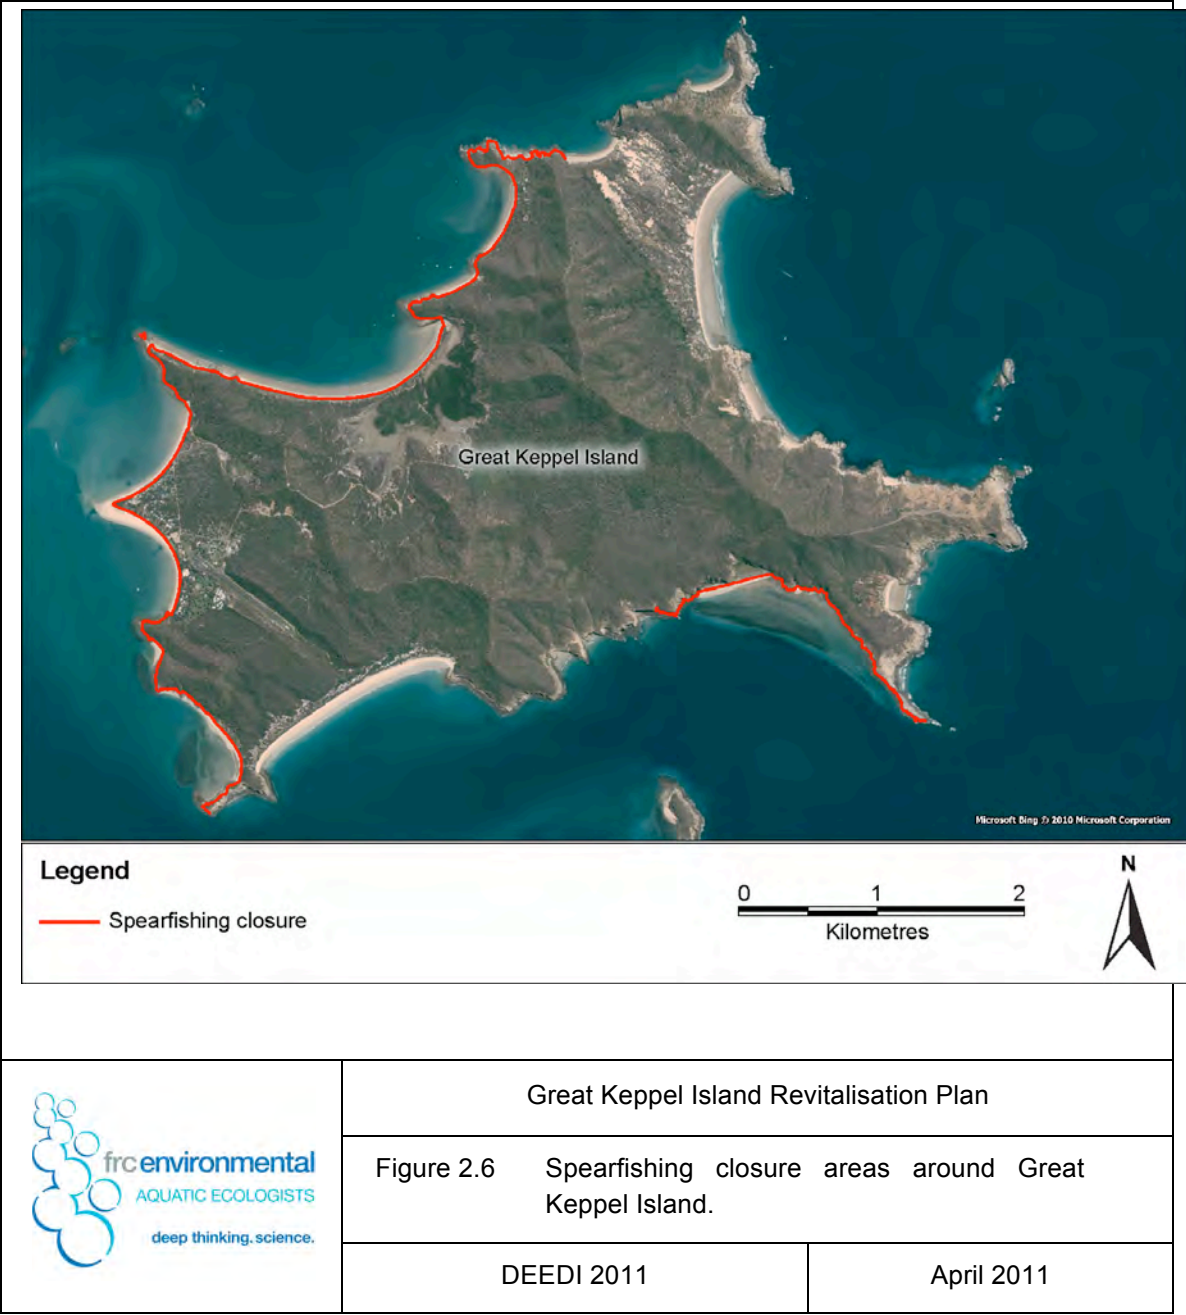 Great Keppel Island
Microsoft Bing © 2010 Microsoft Corporation
Legend
Spearfishing closure
0 1 2
Kilometres
N
frcenvironmental
AQUATIC ECOLOGISTS
deep thinking.science.
Great Keppel Island Revitalisation Plan
Figure 2.6 Spearfishing closure areas around Great
Keppel Island.
DEEDI 2011
April 2011